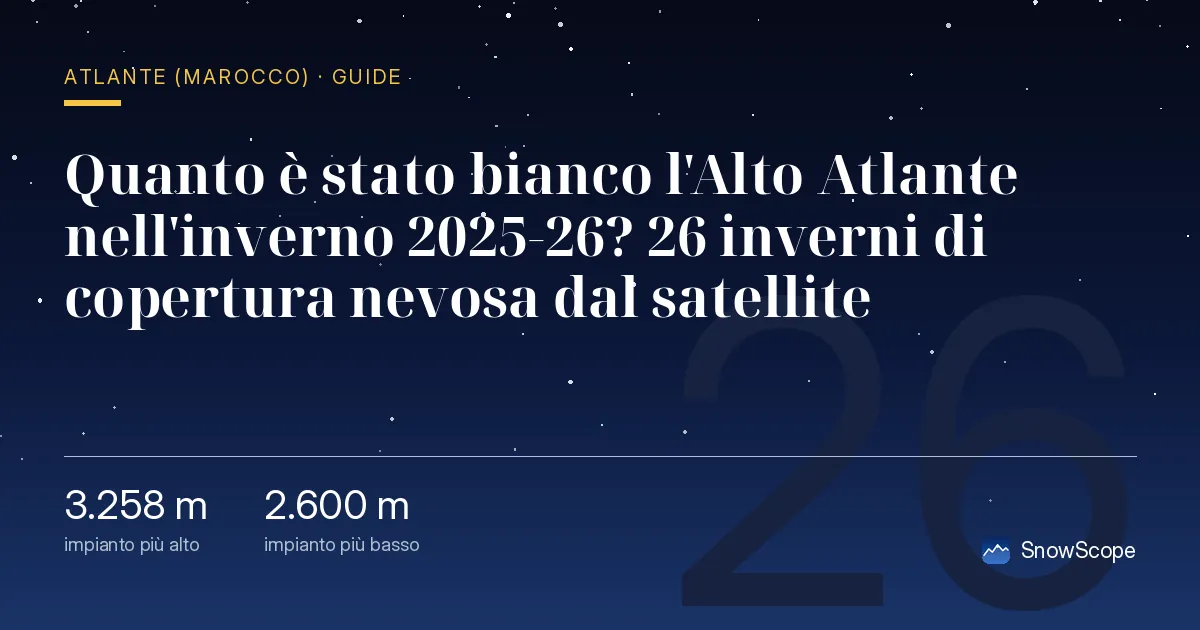 ATLANTE (MAROCCO) · GUIDE
Quanto è stato bianco l'Alto Atlante
nell'inverno 2025-26? 26 inverni di
copertura nevosa dal satellite
26
3.258 m
impianto più alto
2.600 m
impianto più basso
SnowScope